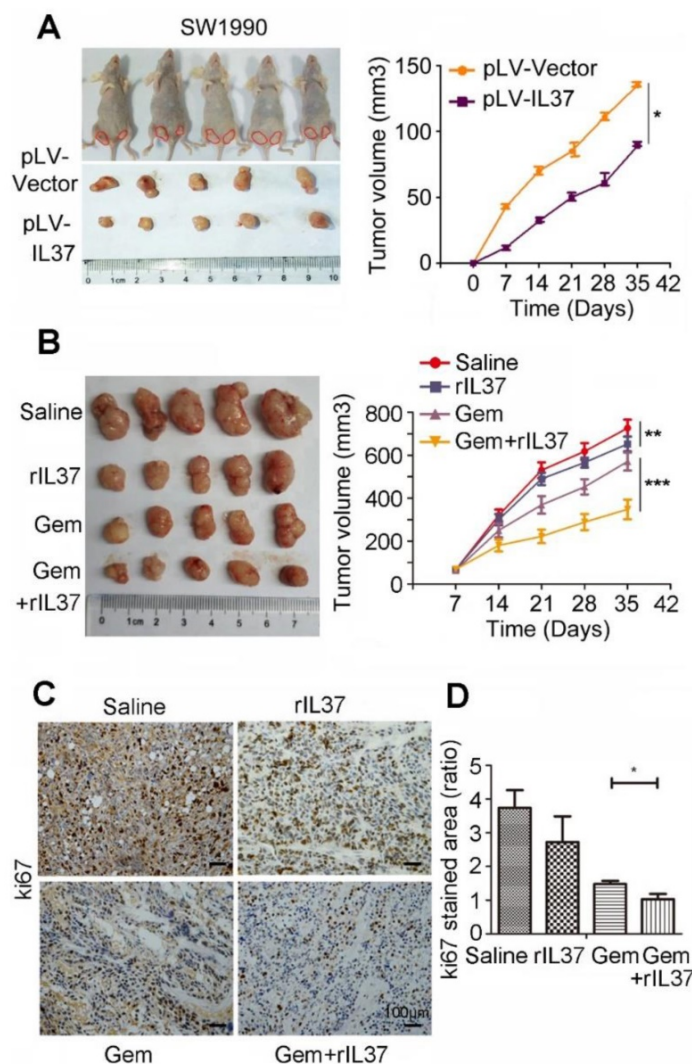 A
SW1990
pLV-
Vector
pLV-
IL37
0 1cm 2 3 4 5 6 7 8 9 10
Tumor volume (mm3)
150
100
50
0
pLV-Vector
pLV-IL37
*
0 7 14 21 28 35 42
Time (Days)
B
Saline
rIL37
Gem
Gem
+rIL37
0 1cm 2 3 4 5 6 7
Saline
rIL37
Gem
Gem+rIL37
Tumor volume (mm3)
800
600
400
200
0
**
***
7 14 21 28 35 42
Time (Days)
C
Saline
rIL37
ki67
100μm
Gem
Gem+rIL37
D
ki67 stained area (ratio)
5
4
3
2
1
0
*
Saline rIL37 Gem Gem
+rIL37